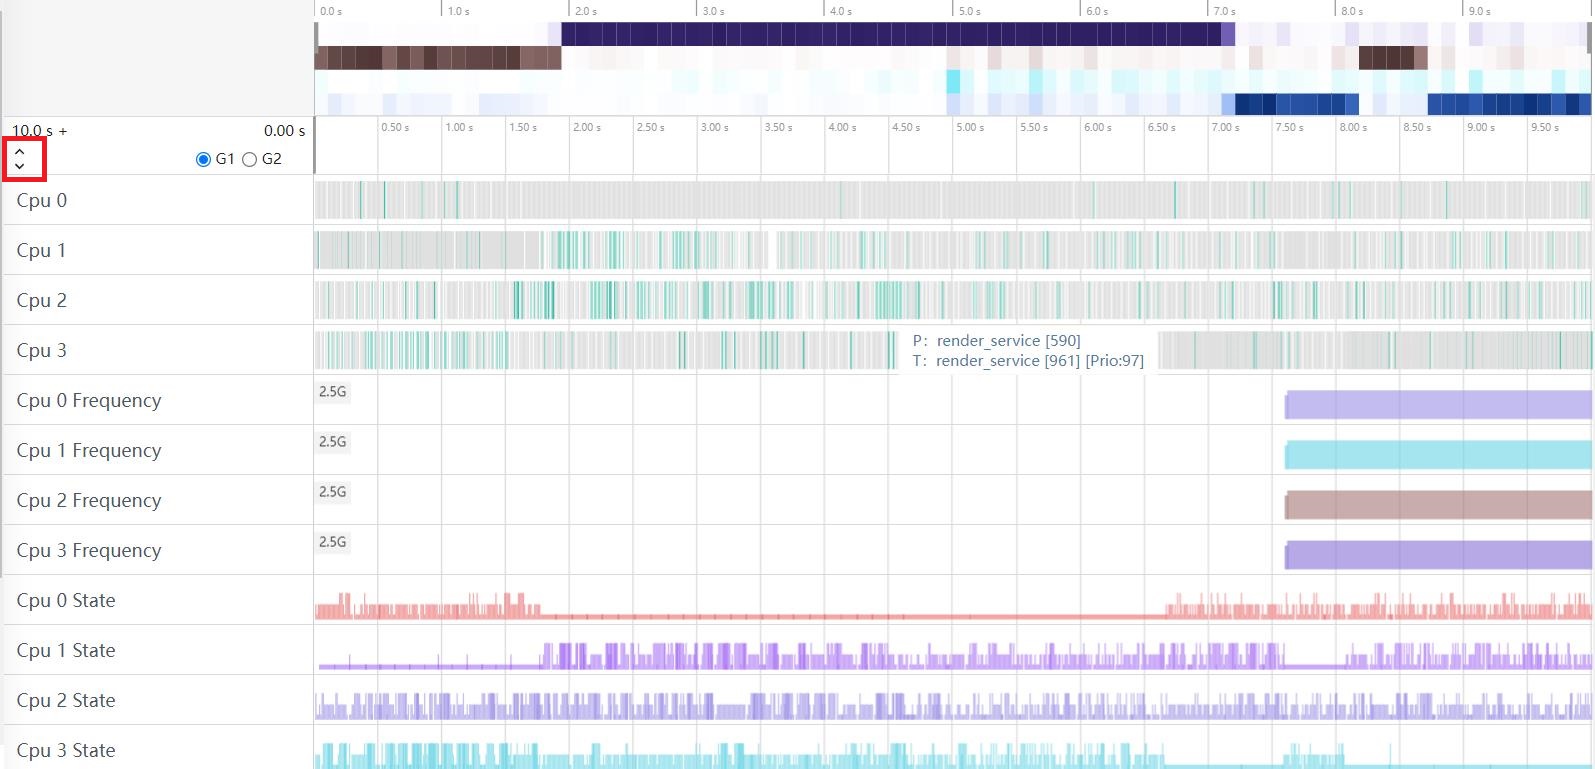 0.0 s 1.0 s 2.0 s 3.0 s 4.0 s 5.0 s 6.0 s 7.0 s 8.0 s 9.0 s
10.0 s + 0.00 s
0.50 s 1.00 s 1.50 s 2.00 s 2.50 s 3.00 s 3.50 s 4.00 s 4.50 s 5.00 s 5.50 s 6.00 s 6.50 s 7.00 s 7.50 s 8.00 s 8.50 s 9.00 s 9.50 s
G1 G2
Cpu 0
Cpu 1
Cpu 2
Cpu 3
P: render_service [590]
T: render_service [961] [Prio:97]
Cpu 0 Frequency 2.5G
Cpu 1 Frequency 2.5G
Cpu 2 Frequency 2.5G
Cpu 3 Frequency 2.5G
Cpu 0 State
Cpu 1 State
Cpu 2 State
Cpu 3 State